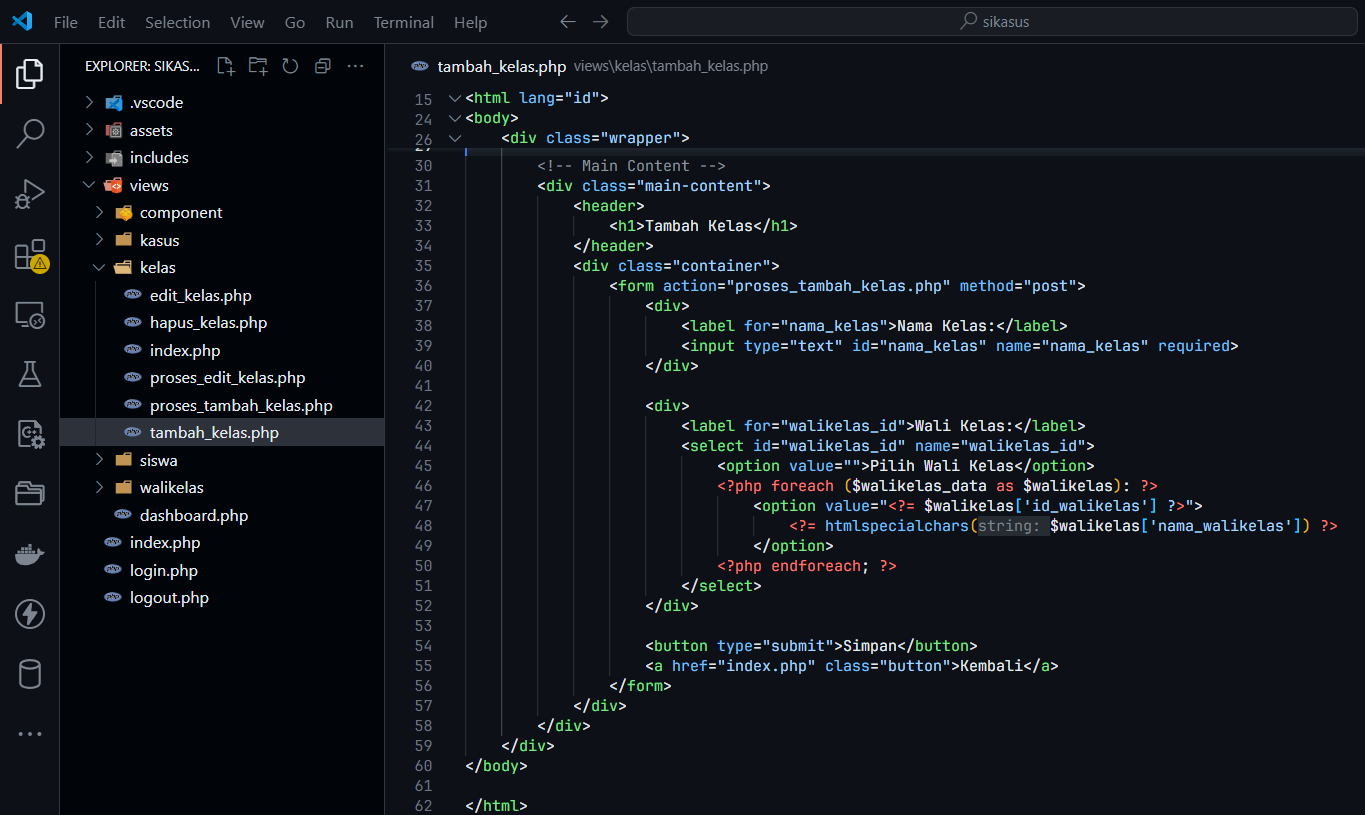 File Edit Selection View Go Run Terminal Help
sikasus
EXPLORER: SIKAS...
.vscode
assets
includes
views
component
kasus
kelas
edit_kelas.php
hapus_kelas.php
index.php
proses_edit_kelas.php
proses_tambah_kelas.php
tambah_kelas.php
siswa
walikelas
dashboard.php
index.php
login.php
logout.php
tambah_kelas.php views\kelas\tambah_kelas.php
15 <html lang="id">
24 <body>
26 <div class="wrapper">
30 <!-- Main Content -->
31 <div class="main-content">
32 <header>
33 <h1>Tambah Kelas</h1>
34 </header>
35 <div class="container">
36 <form action="proses_tambah_kelas.php" method="post">
37 <div>
38 <label for="nama_kelas">Nama Kelas:</label>
39 <input type="text" id="nama_kelas" name="nama_kelas" required>
40 </div>
41
42 <div>
43 <label for="walikelas_id">Wali Kelas:</label>
44 <select id="walikelas_id" name="walikelas_id">
45 <option value="">Pilih Wali Kelas</option>
46 <?php foreach ($walikelas_data as $walikelas): ?>
47 <option value="<?= $walikelas['id_walikelas'] ?>">
48 <?= htmlspecialchars(string: $walikelas['nama_walikelas']) ?>
49 </option>
50 <?php endforeach; ?>
51 </select>
52 </div>
53
54 <button type="submit">Simpan</button>
55 <a href="index.php" class="button">Kembali</a>
56 </form>
57 </div>
58 </div>
59 </div>
60 </body>
61
62 </html>